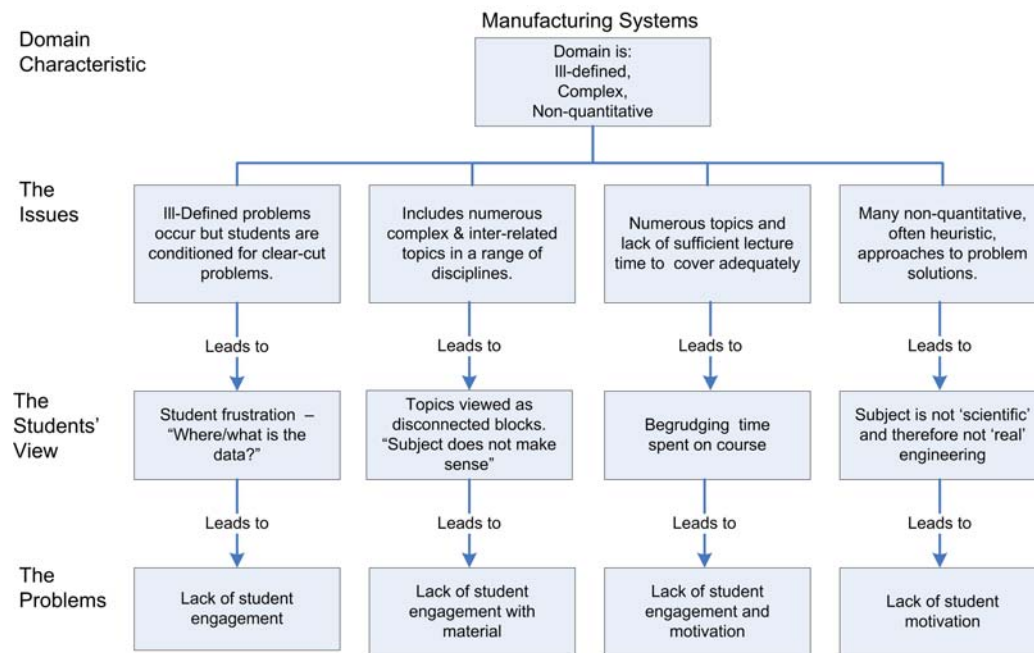 Manufacturing Systems
Domain
Characteristic
Domain is:
Ill-defined,
Complex,
Non-quantitative
The
Issues
Ill-Defined problems
occur but students are
conditioned for clear-cut
problems.
Includes numerous
complex & inter-related
topics in a range of
disciplines.
Numerous topics and
lack of sufficient lecture
time to cover adequately
Many non-quantitative,
often heuristic,
approaches to problem
solutions.
Leads to
Leads to
Leads to
Leads to
The
Students’
View
Student frustration –
“Where/what is the
data?”
Topics viewed as
disconnected blocks.
“Subject does not make
sense”
Begrudging time
spent on course
Subject is not ‘scientific’
and therefore not ‘real’
engineering
Leads to
Leads to
Leads to
Leads to
The
Problems
Lack of student
engagement
Lack of student
engagement with
material
Lack of student
engagement and
motivation
Lack of student
motivation